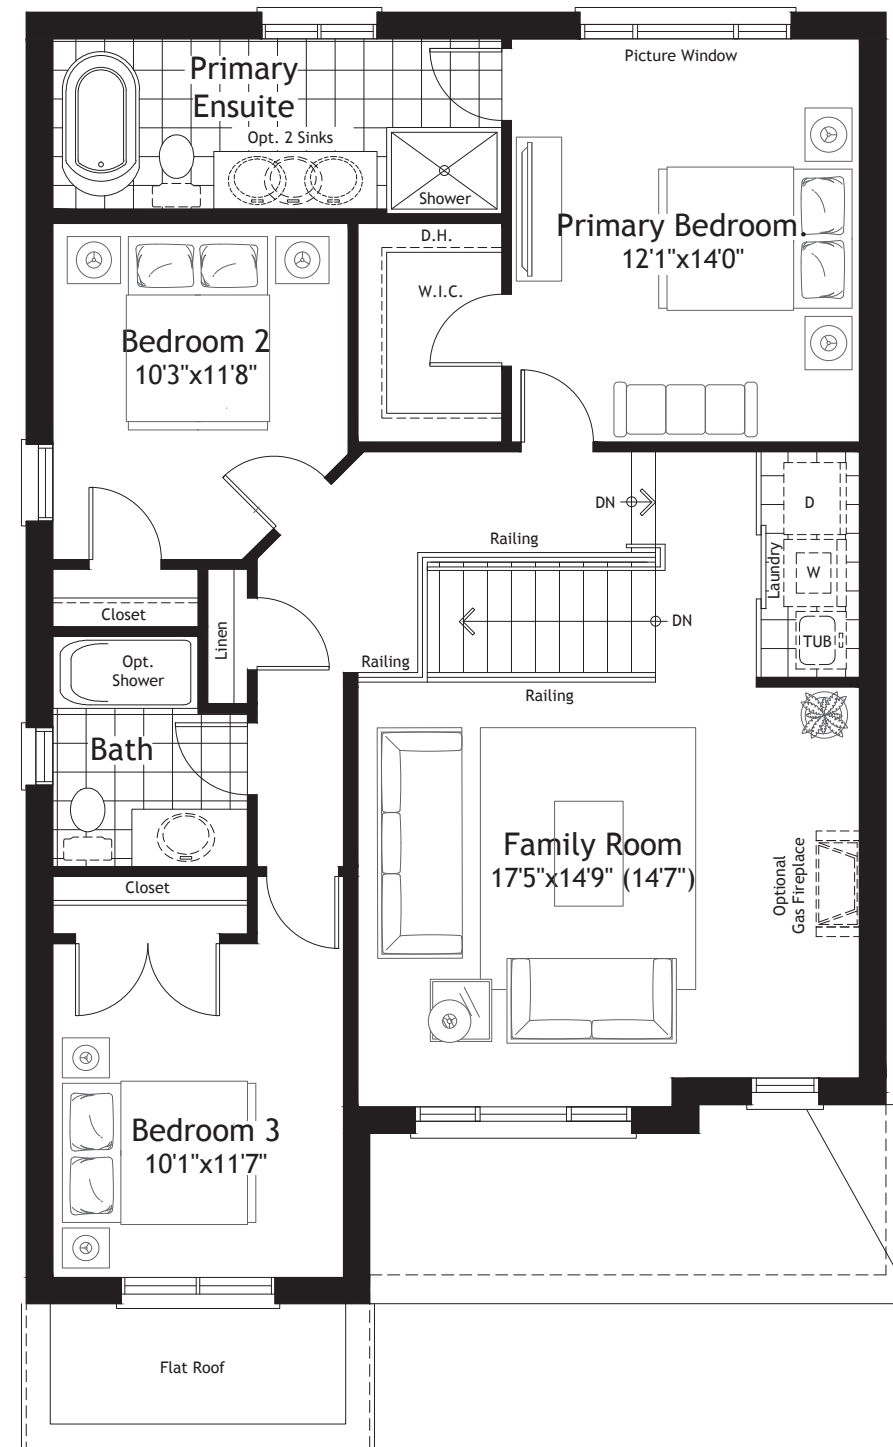 Picture Window
Primary
Ensuite
Opt. 2 Sinks
Shower
Primary Bedroom.
12'1"x14'0"
D.H.
W.I.C.
Bedroom 2
10'3"x11'8"
DN
D
Railing
Laundry
W
Closet
Linen
DN
TUB
Opt.
Shower
Railing
Railing
Bath
Family Room
17'5"x14'9" (14'7")
Optional
Gas Fireplace
Closet
Bedroom 3
10'1"x11'7"
Flat Roof